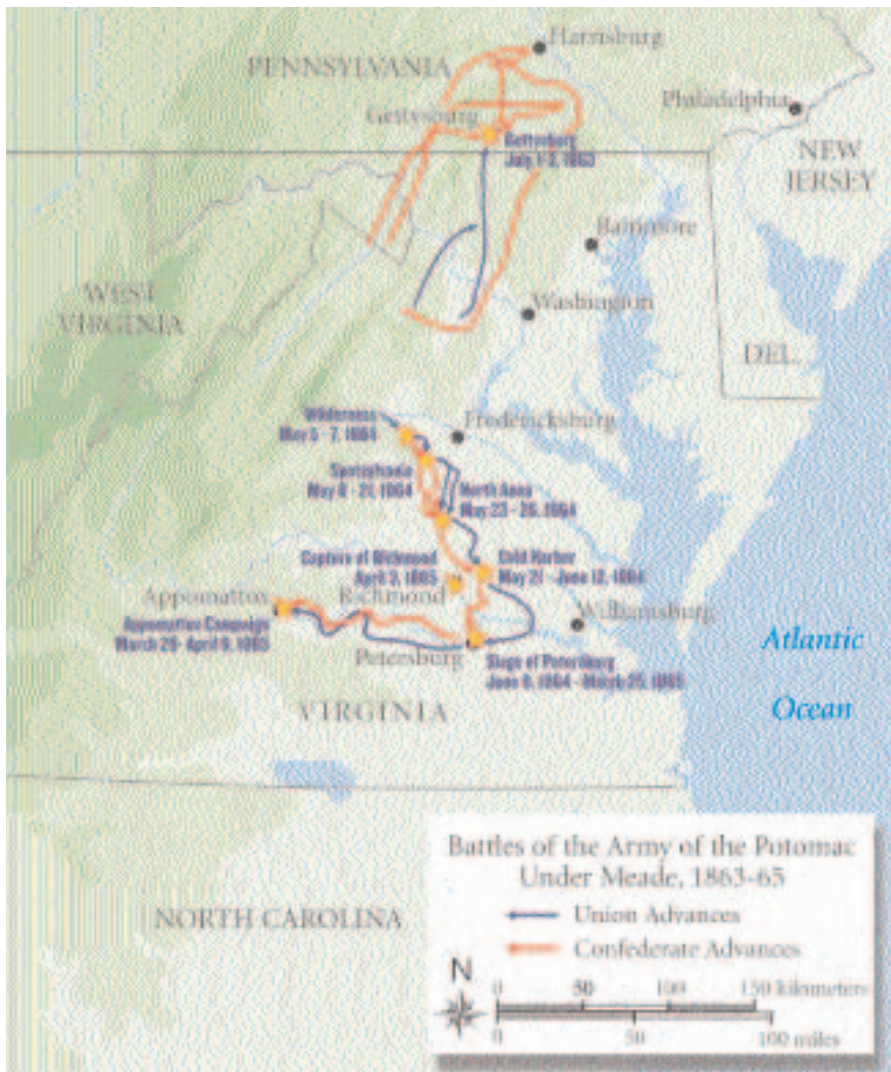 Harrisburg
PENNSYLVANIA
Philadelphia
Gettysburg
Gettysburg
July 1-3, 1863
NEW
JERSEY
Baltimore
WEST
VIRGINIA
Washington
DEL.
Wilderness
May 5 - 7, 1864
Fredericksburg
Spotsylvania
May 8 - 21, 1864
North Anna
May 23 - 26, 1864
Capture of Richmond
April 3, 1865
Richmond
Cold Harbor
May 21 - June 12, 1864
Appomattox
Appomattox Campaign
March 29 - April 9, 1865
Williamsburg
Petersburg
Siege of Petersburg
June 9, 1864 - March 25, 1865
Atlantic
Ocean
VIRGINIA
NORTH CAROLINA
Battles of the Army of the Potomac
Under Meade, 1863-65
Union Advances
Confederate Advances
N
0 50 100 150 kilometers
0 50 100 miles